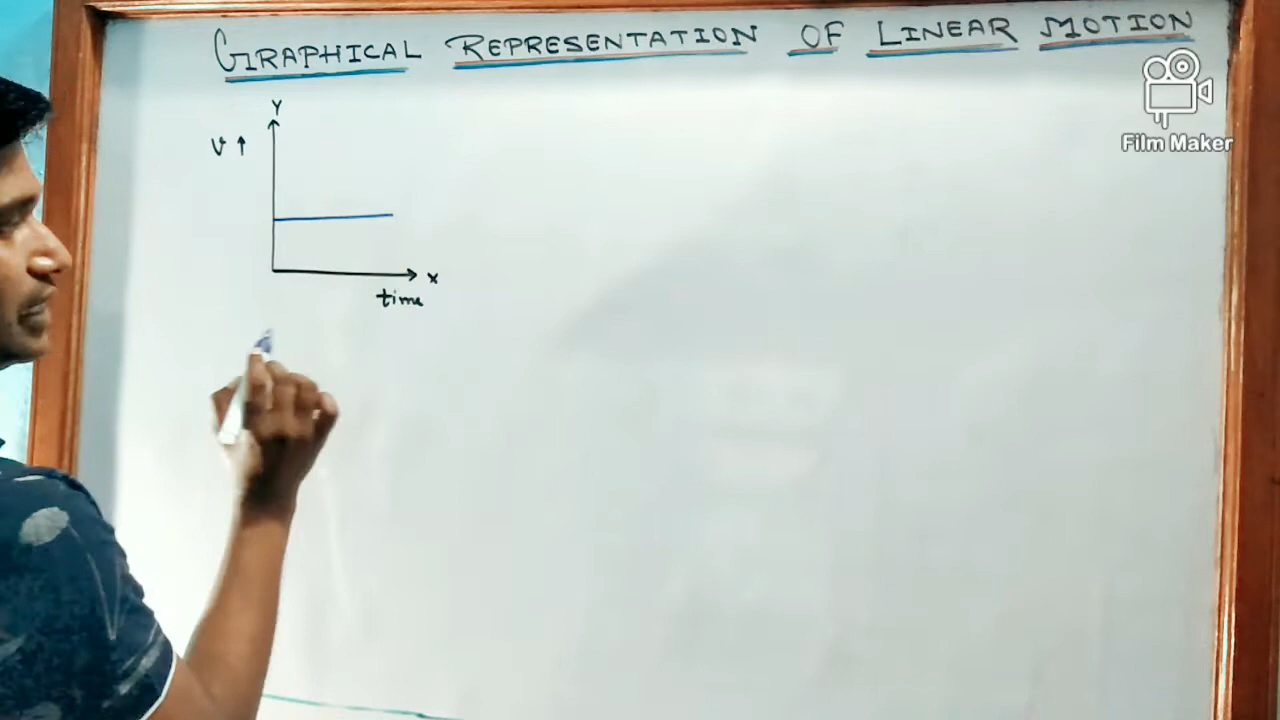 GRAPHICAL REPRESENTATION OF LINEAR MOTION
Film Maker
Y
v ↑
x
time